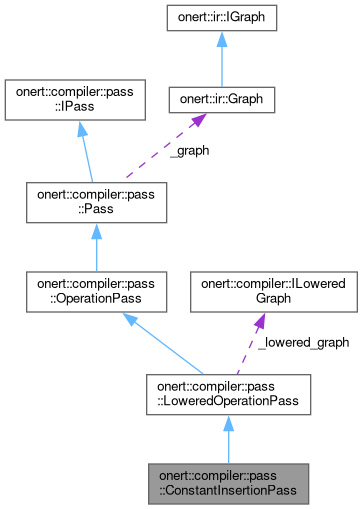 onert::ir::IGraph
onert::compiler::pass
::IPass
onert::ir::Graph
_graph
onert::compiler::pass
::Pass
onert::compiler::pass
::OperationPass
onert::compiler::ILowered
Graph
_lowered_graph
onert::compiler::pass
::LoweredOperationPass
onert::compiler::pass
::ConstantInsertionPass